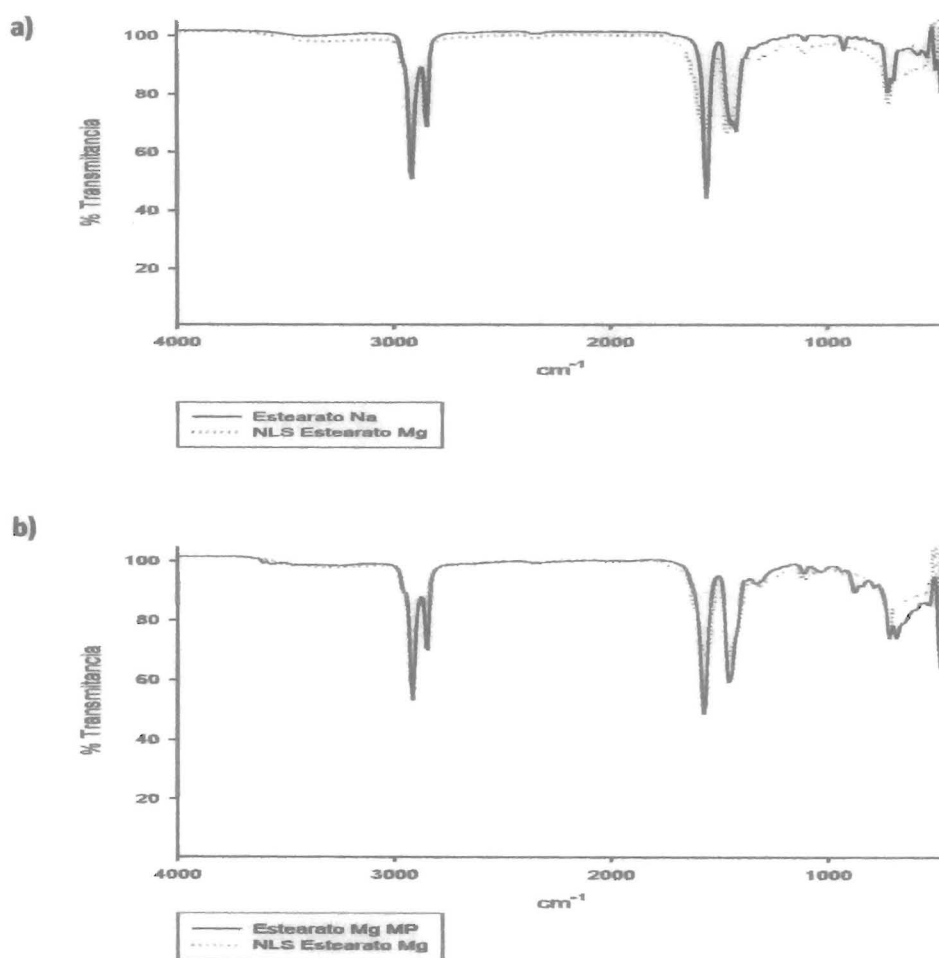 a)
100
80
60
40
20
% Transmitancia
4000 3000 2000 1000
cm⁻¹
Estearato Na
NLS Estearato Mg
b)
100
80
60
40
20
% Transmitancia
4000 3000 2000 1000
cm⁻¹
Estearato Mg MP
NLS Estearato Mg